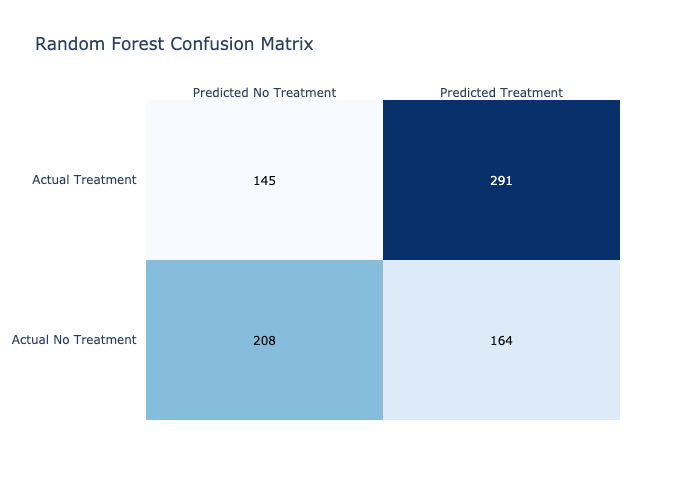 Random Forest Confusion Matrix
Predicted No Treatment Predicted Treatment
Actual Treatment 145 291
Actual No Treatment 208 164